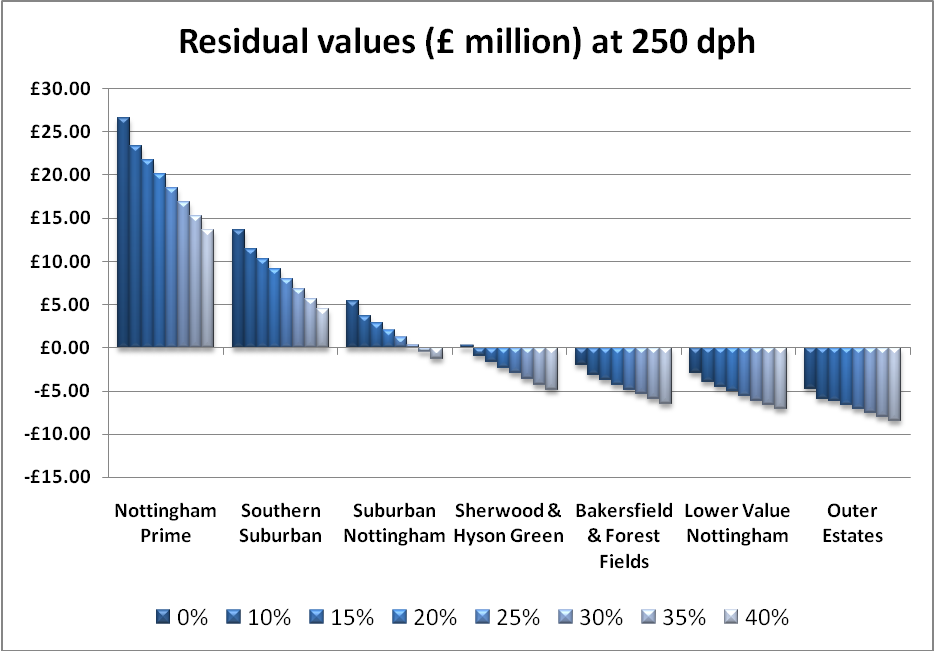 Residual values (£ million) at 250 dph
£30.00
£25.00
£20.00
£15.00
£10.00
£5.00
£0.00
-£5.00
-£10.00
-£15.00
Nottingham Southern Suburban Sherwood & Bakersfield Lower Value Outer
Prime Suburban Nottingham Hyson Green & Forest Nottingham Estates
Fields
0% 10% 15% 20% 25% 30% 35% 40%